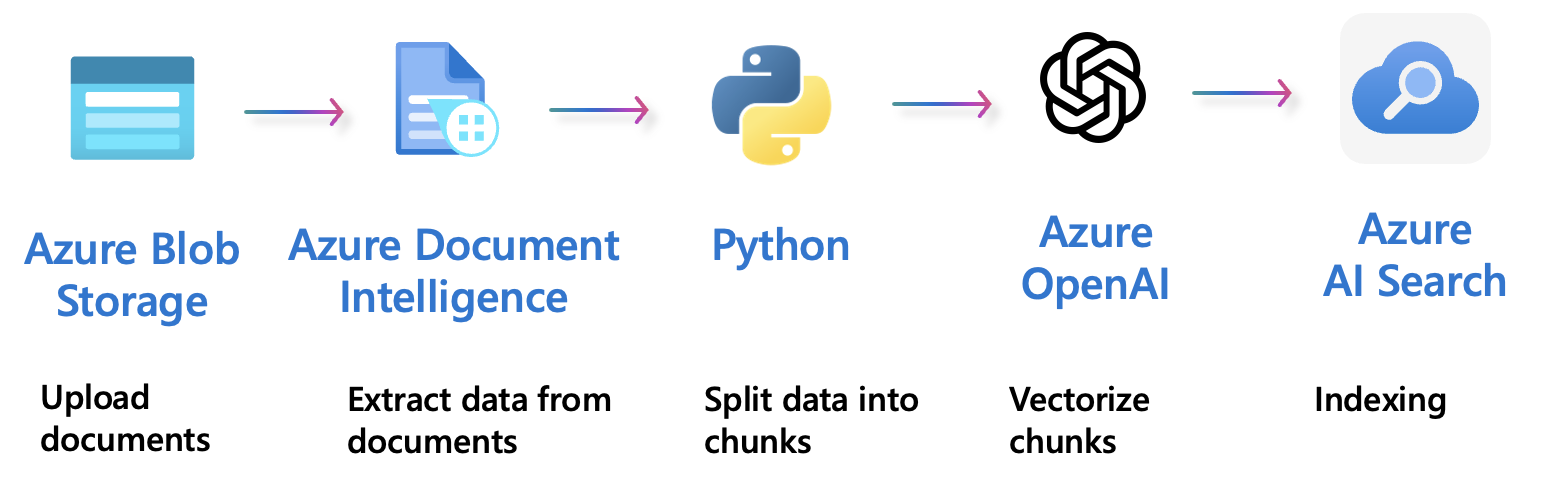 Azure Blob
Storage
Azure Document
Intelligence
Python
Azure
OpenAI
Azure
AI Search
Upload
documents
Extract data from
documents
Split data into
chunks
Vectorize
chunks
Indexing